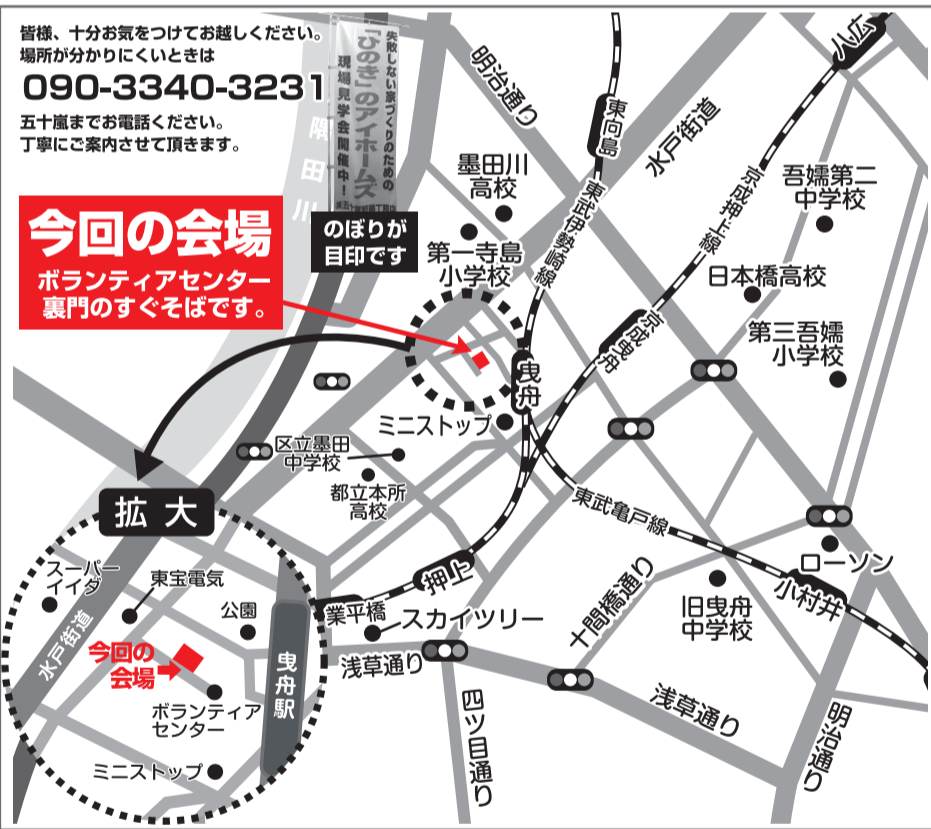 皆様、十分お気をつけてお越しください。
場所が分かりにくいときは
090-3340-3231
五十嵐までお電話ください。
丁寧にご案内させて頂きます。
失敗しない家づくりのための
「ひのき」のアイホームズ
現場見学会開催中！
隅田川
今回の会場
ボランティアセンター
裏門のすぐそばです。
のぼりが
目印です
明治通り
東向島
水戸街道
八広
墨田川
高校
第一寺島
小学校
東武伊勢崎線
京成押上線
吾嬬第二
中学校
日本橋高校
第三吾嬬
小学校
京成曳舟
曳舟
ミニストップ
区立墨田
中学校
都立本所
高校
東武亀戸線
押上
業平橋
スカイツリー
浅草通り
四ツ目通り
十間橋通り
旧曳舟
中学校
ローソン
小村井
浅草通り
明治通り
拡大
スーパー
イイダ
東宝電気
公園
水戸街道
今回の
会場
曳舟駅
ボランティア
センター
ミニストップ